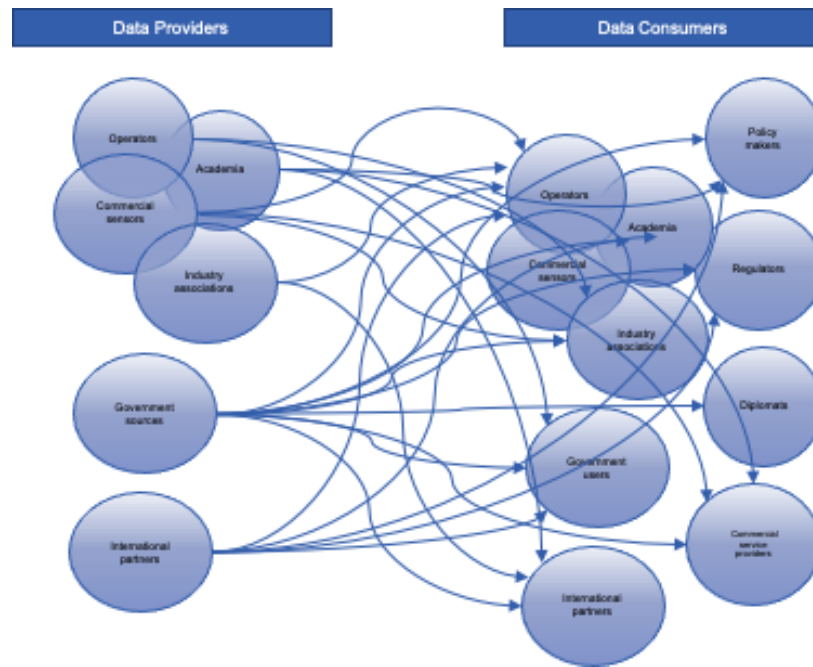 Data Providers
Data Consumers
Operators
Academia
Commercial
sensors
Industry
associations
Government
sources
International
partners
Operators
Academia
Commercial
sensors
Industry
associations
Government
users
International
partners
Policy
makers
Regulators
Diplomats
Commercial
service
providers